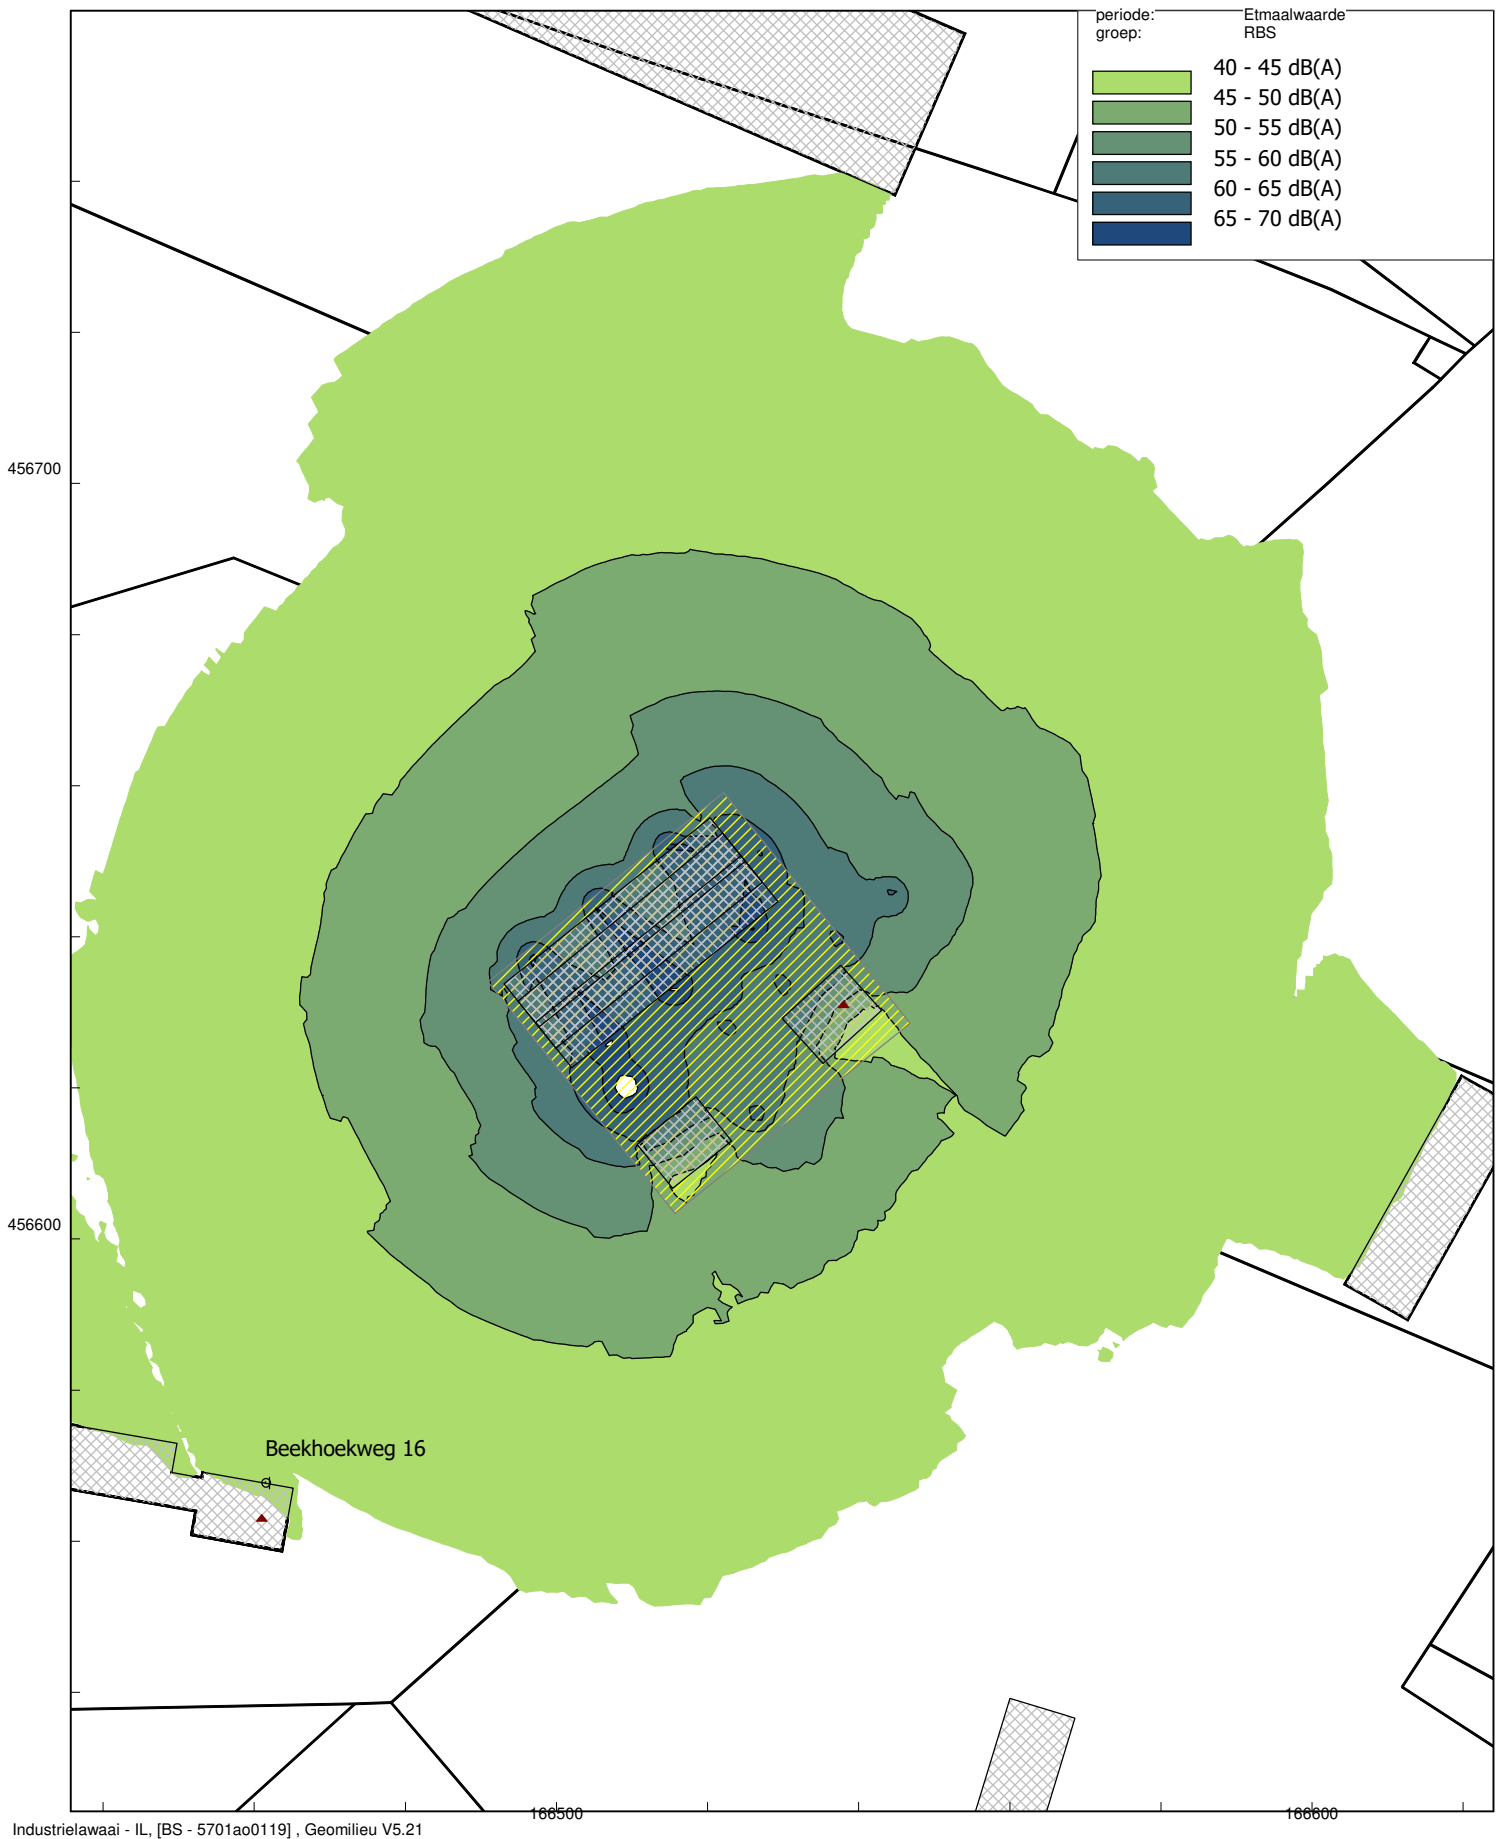 periode: Etmaalwaarde
groep: RBS
40 - 45 dB(A)
45 - 50 dB(A)
50 - 55 dB(A)
55 - 60 dB(A)
60 - 65 dB(A)
65 - 70 dB(A)
456700
456600
Beekhoekweg 16
166500 166600
Industrielawaai - IL, [BS - 5701ao0119] , Geomilieu V5.21